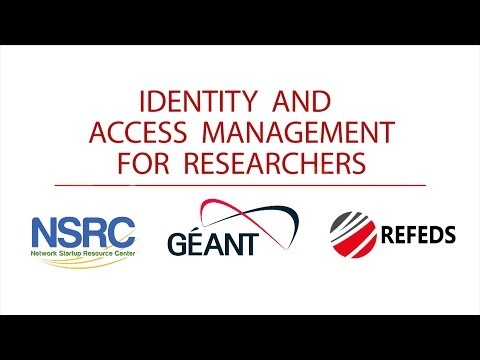 IDENTITY AND
ACCESS MANAGEMENT
FOR RESEARCHERS
NSRC
Network Startup Resource Center
GÉANT
REFEDS